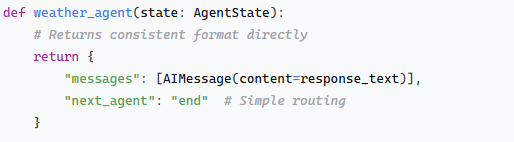 def weather_agent(state: AgentState):
    # Returns consistent format directly
    return {
        "messages": [AIMessage(content=response_text)],
        "next_agent": "end"  # Simple routing
    }